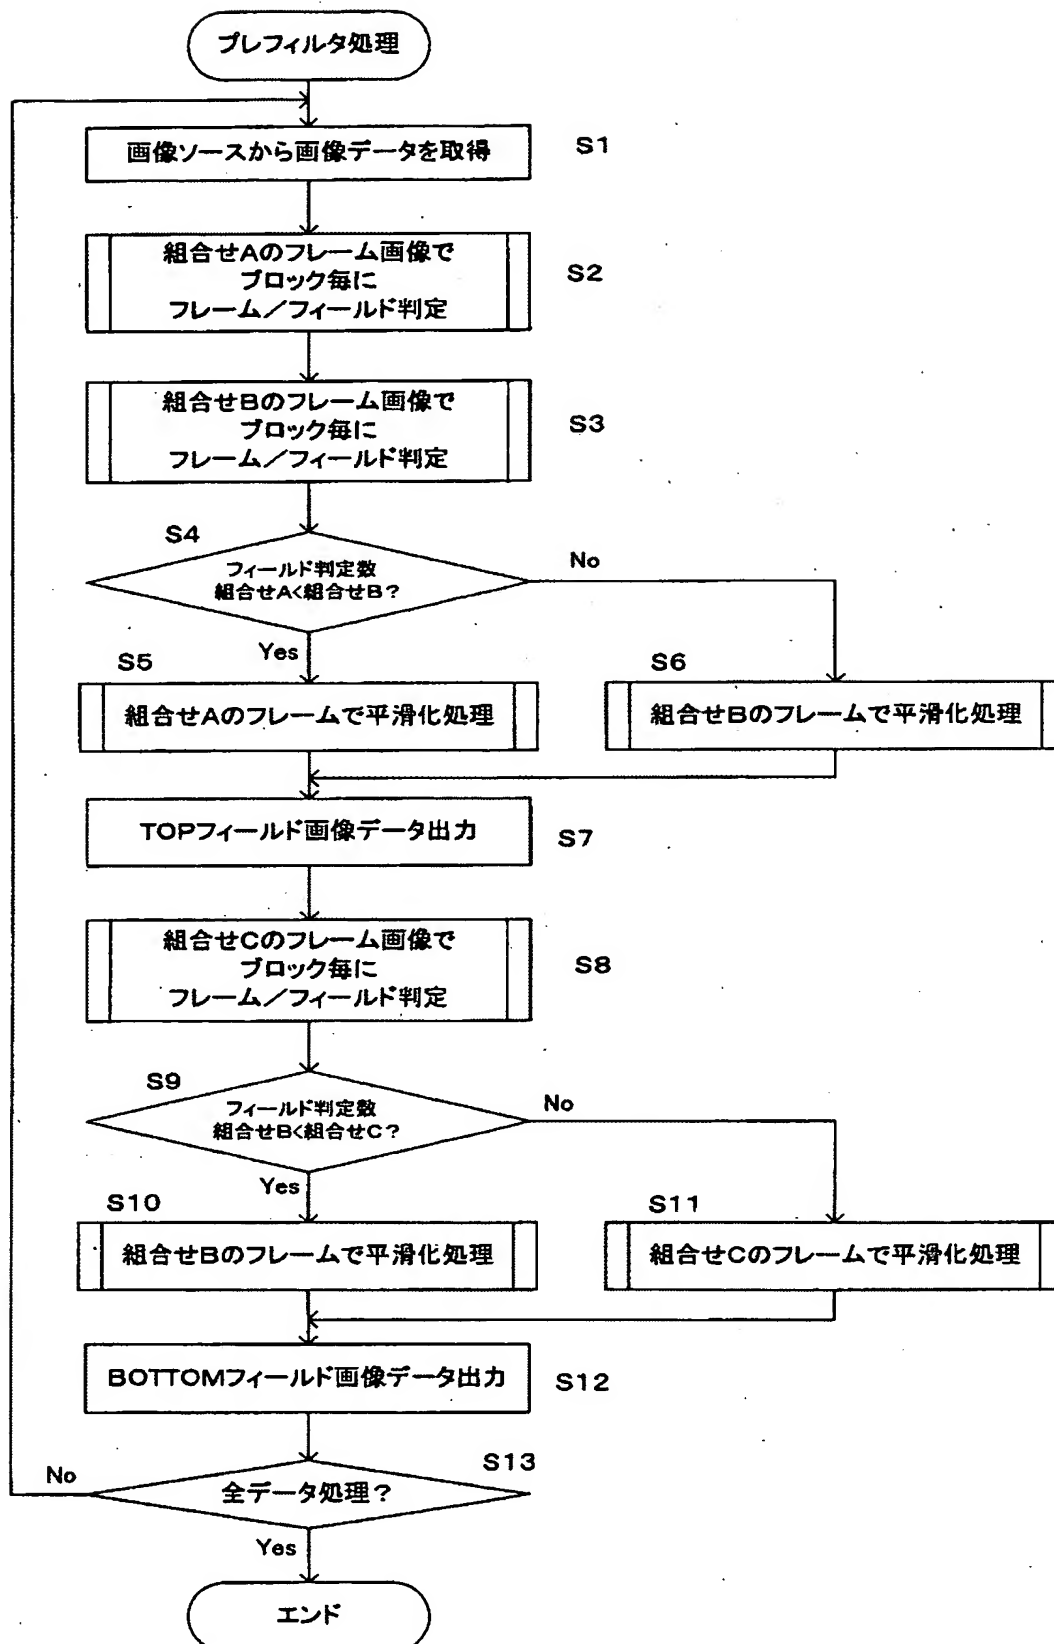 プレフィルタ処理
画像ソースから画像データを取得
S1
組合せAのフレーム画像で
ブロック毎に
フレーム／フィールド判定
S2
組合せBのフレーム画像で
ブロック毎に
フレーム／フィールド判定
S3
S4
フィールド判定数
組合せA<組合せB？
No
Yes
S5
組合せAのフレームで平滑化処理
S6
組合せBのフレームで平滑化処理
TOPフィールド画像データ出力
S7
組合せCのフレーム画像で
ブロック毎に
フレーム／フィールド判定
S8
S9
フィールド判定数
組合せB<組合せC？
No
Yes
S10
組合せBのフレームで平滑化処理
S11
組合せCのフレームで平滑化処理
BOTTOMフィールド画像データ出力
S12
S13
全データ処理？
No
Yes
エンド